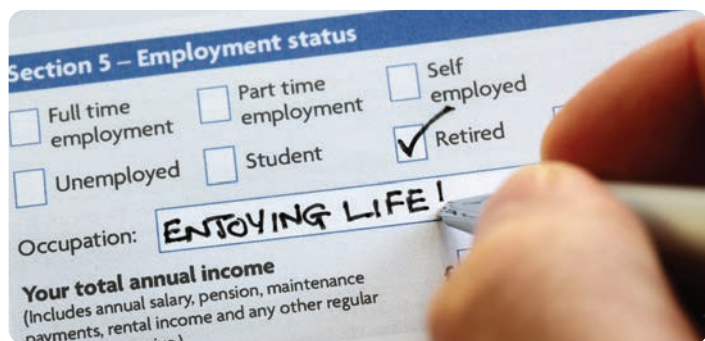 Section 5 – Employment status
Full time employment
Part time employment
Self employed
Unemployed
Student
Retired
Occupation: ENJOYING LIFE!
Your total annual income
(Includes annual salary, pension, maintenance
payments, rental income and any other regular